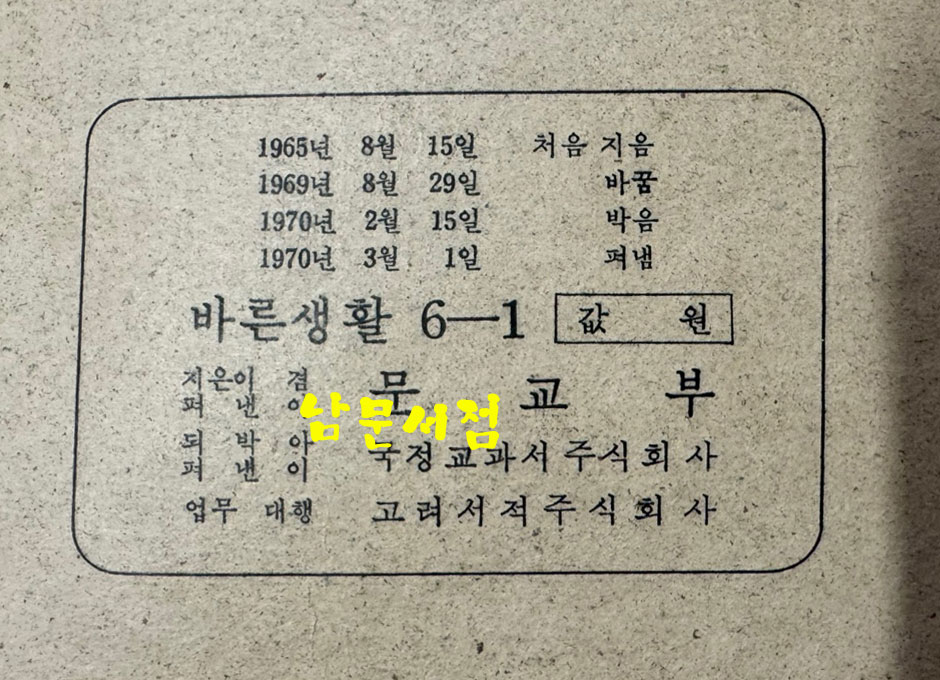 1965년 8월 15일 처음 지음
1969년 8월 29일 바꿈
1970년 2월 15일 박음
1970년 3월 1일 펴냄
바른생활 6—1 값 원
지은이 겸
펴낸이 문교부
남문서점
되박아
펴낸이 국정교과서주식회사
업무 대행 고려서적주식회사